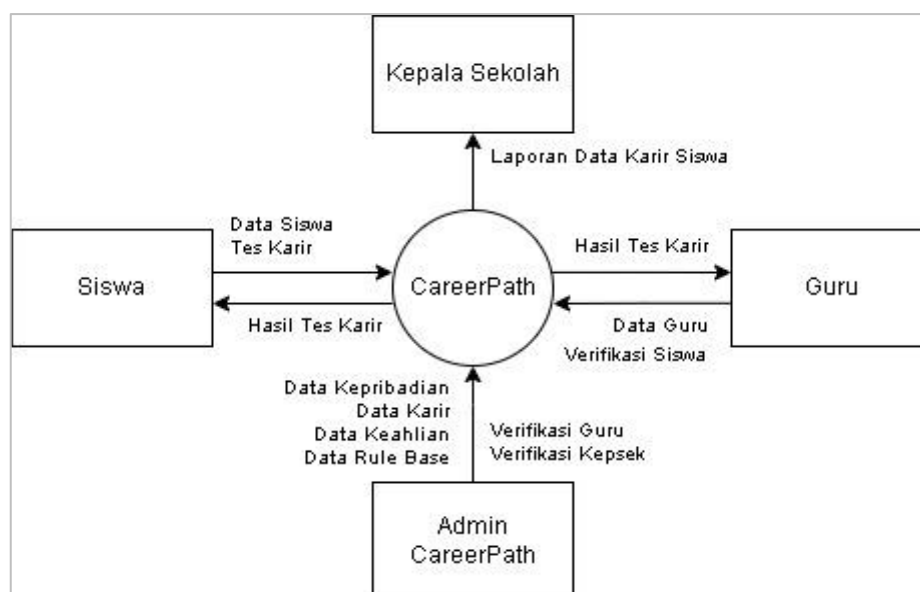 Kepala Sekolah
Laporan Data Karir Siswa
Data Siswa
Tes Karir
Hasil Tes Karir
Siswa
CareerPath
Guru
Hasil Tes Karir
Data Guru
Verifikasi Siswa
Data Kepribadian
Data Karir
Data Keahlian
Data Rule Base
Verifikasi Guru
Verifikasi Kepsek
Admin
CareerPath